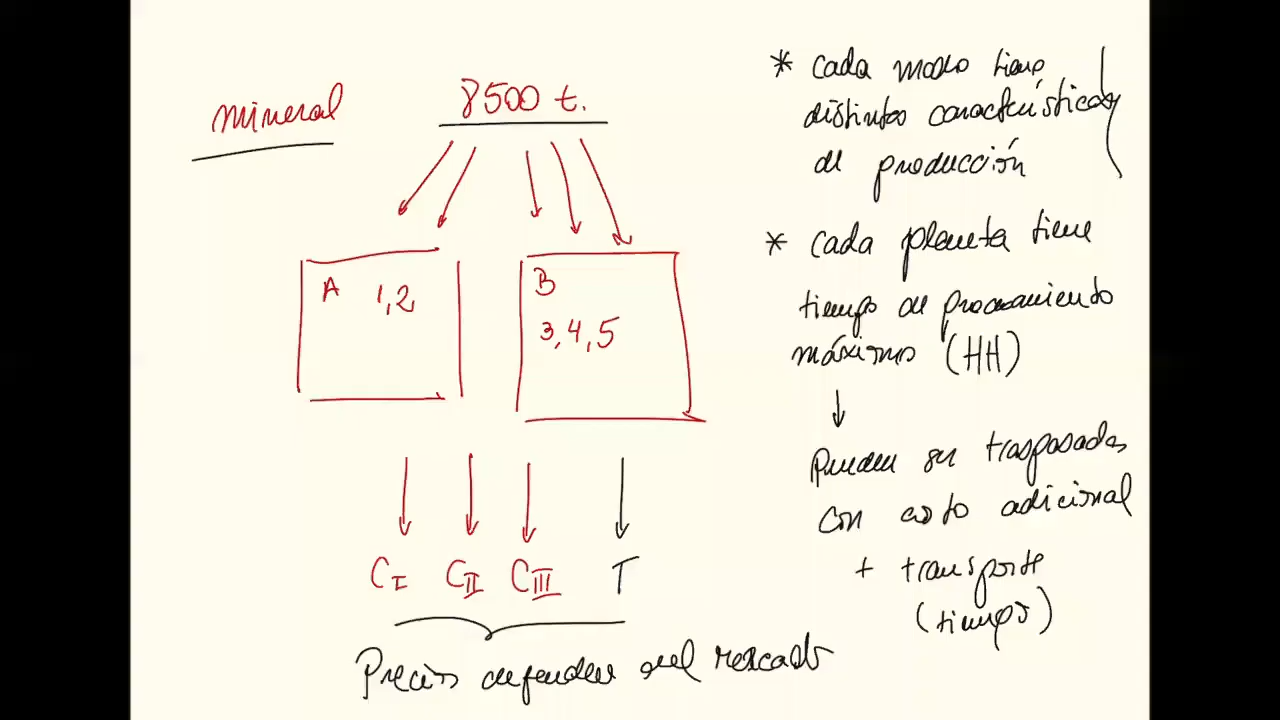 mineral
8500 t.
A 1,2
B
3,4,5
C I C II C III T
Precios dependen del mercado
* cada modo tiene
distintas características
de producción
* cada planta tiene
tiempo de procesamiento
máximo (HH)
↓
Pueden ser traspasadas
con costo adicional
+ transporte
(tiempo)